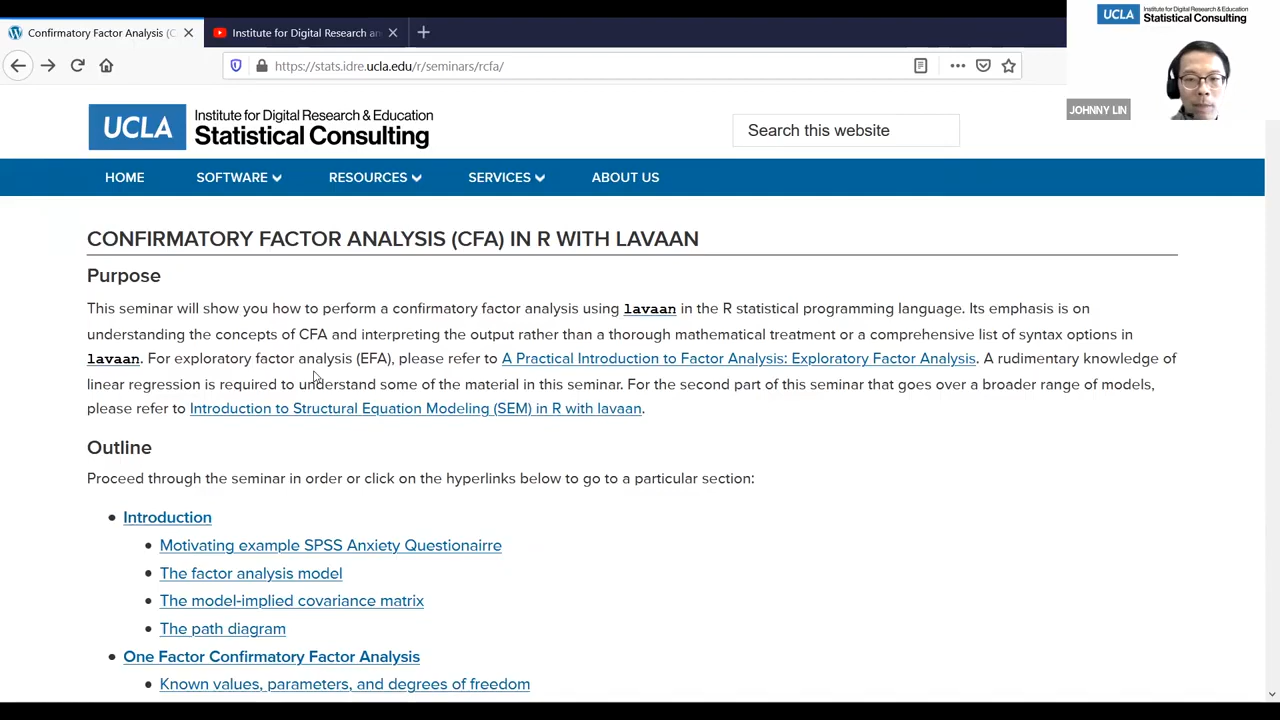 Confirmatory Factor Analysis (C
Institute for Digital Research an
UCLA Institute for Digital Research & Education
Statistical Consulting
JOHNNY LIN
https://stats.idre.ucla.edu/r/seminars/rcfa/
UCLA Institute for Digital Research & Education
Statistical Consulting
Search this website
HOME SOFTWARE RESOURCES SERVICES ABOUT US
CONFIRMATORY FACTOR ANALYSIS (CFA) IN R WITH LAVAAN
Purpose
This seminar will show you how to perform a confirmatory factor analysis using lavaan in the R statistical programming language. Its emphasis is on
understanding the concepts of CFA and interpreting the output rather than a thorough mathematical treatment or a comprehensive list of syntax options in
lavaan. For exploratory factor analysis (EFA), please refer to A Practical Introduction to Factor Analysis: Exploratory Factor Analysis. A rudimentary knowledge of
linear regression is required to understand some of the material in this seminar. For the second part of this seminar that goes over a broader range of models,
please refer to Introduction to Structural Equation Modeling (SEM) in R with lavaan.
Outline
Proceed through the seminar in order or click on the hyperlinks below to go to a particular section:
Introduction
Motivating example SPSS Anxiety Questionairre
The factor analysis model
The model-implied covariance matrix
The path diagram
One Factor Confirmatory Factor Analysis
Known values, parameters, and degrees of freedom